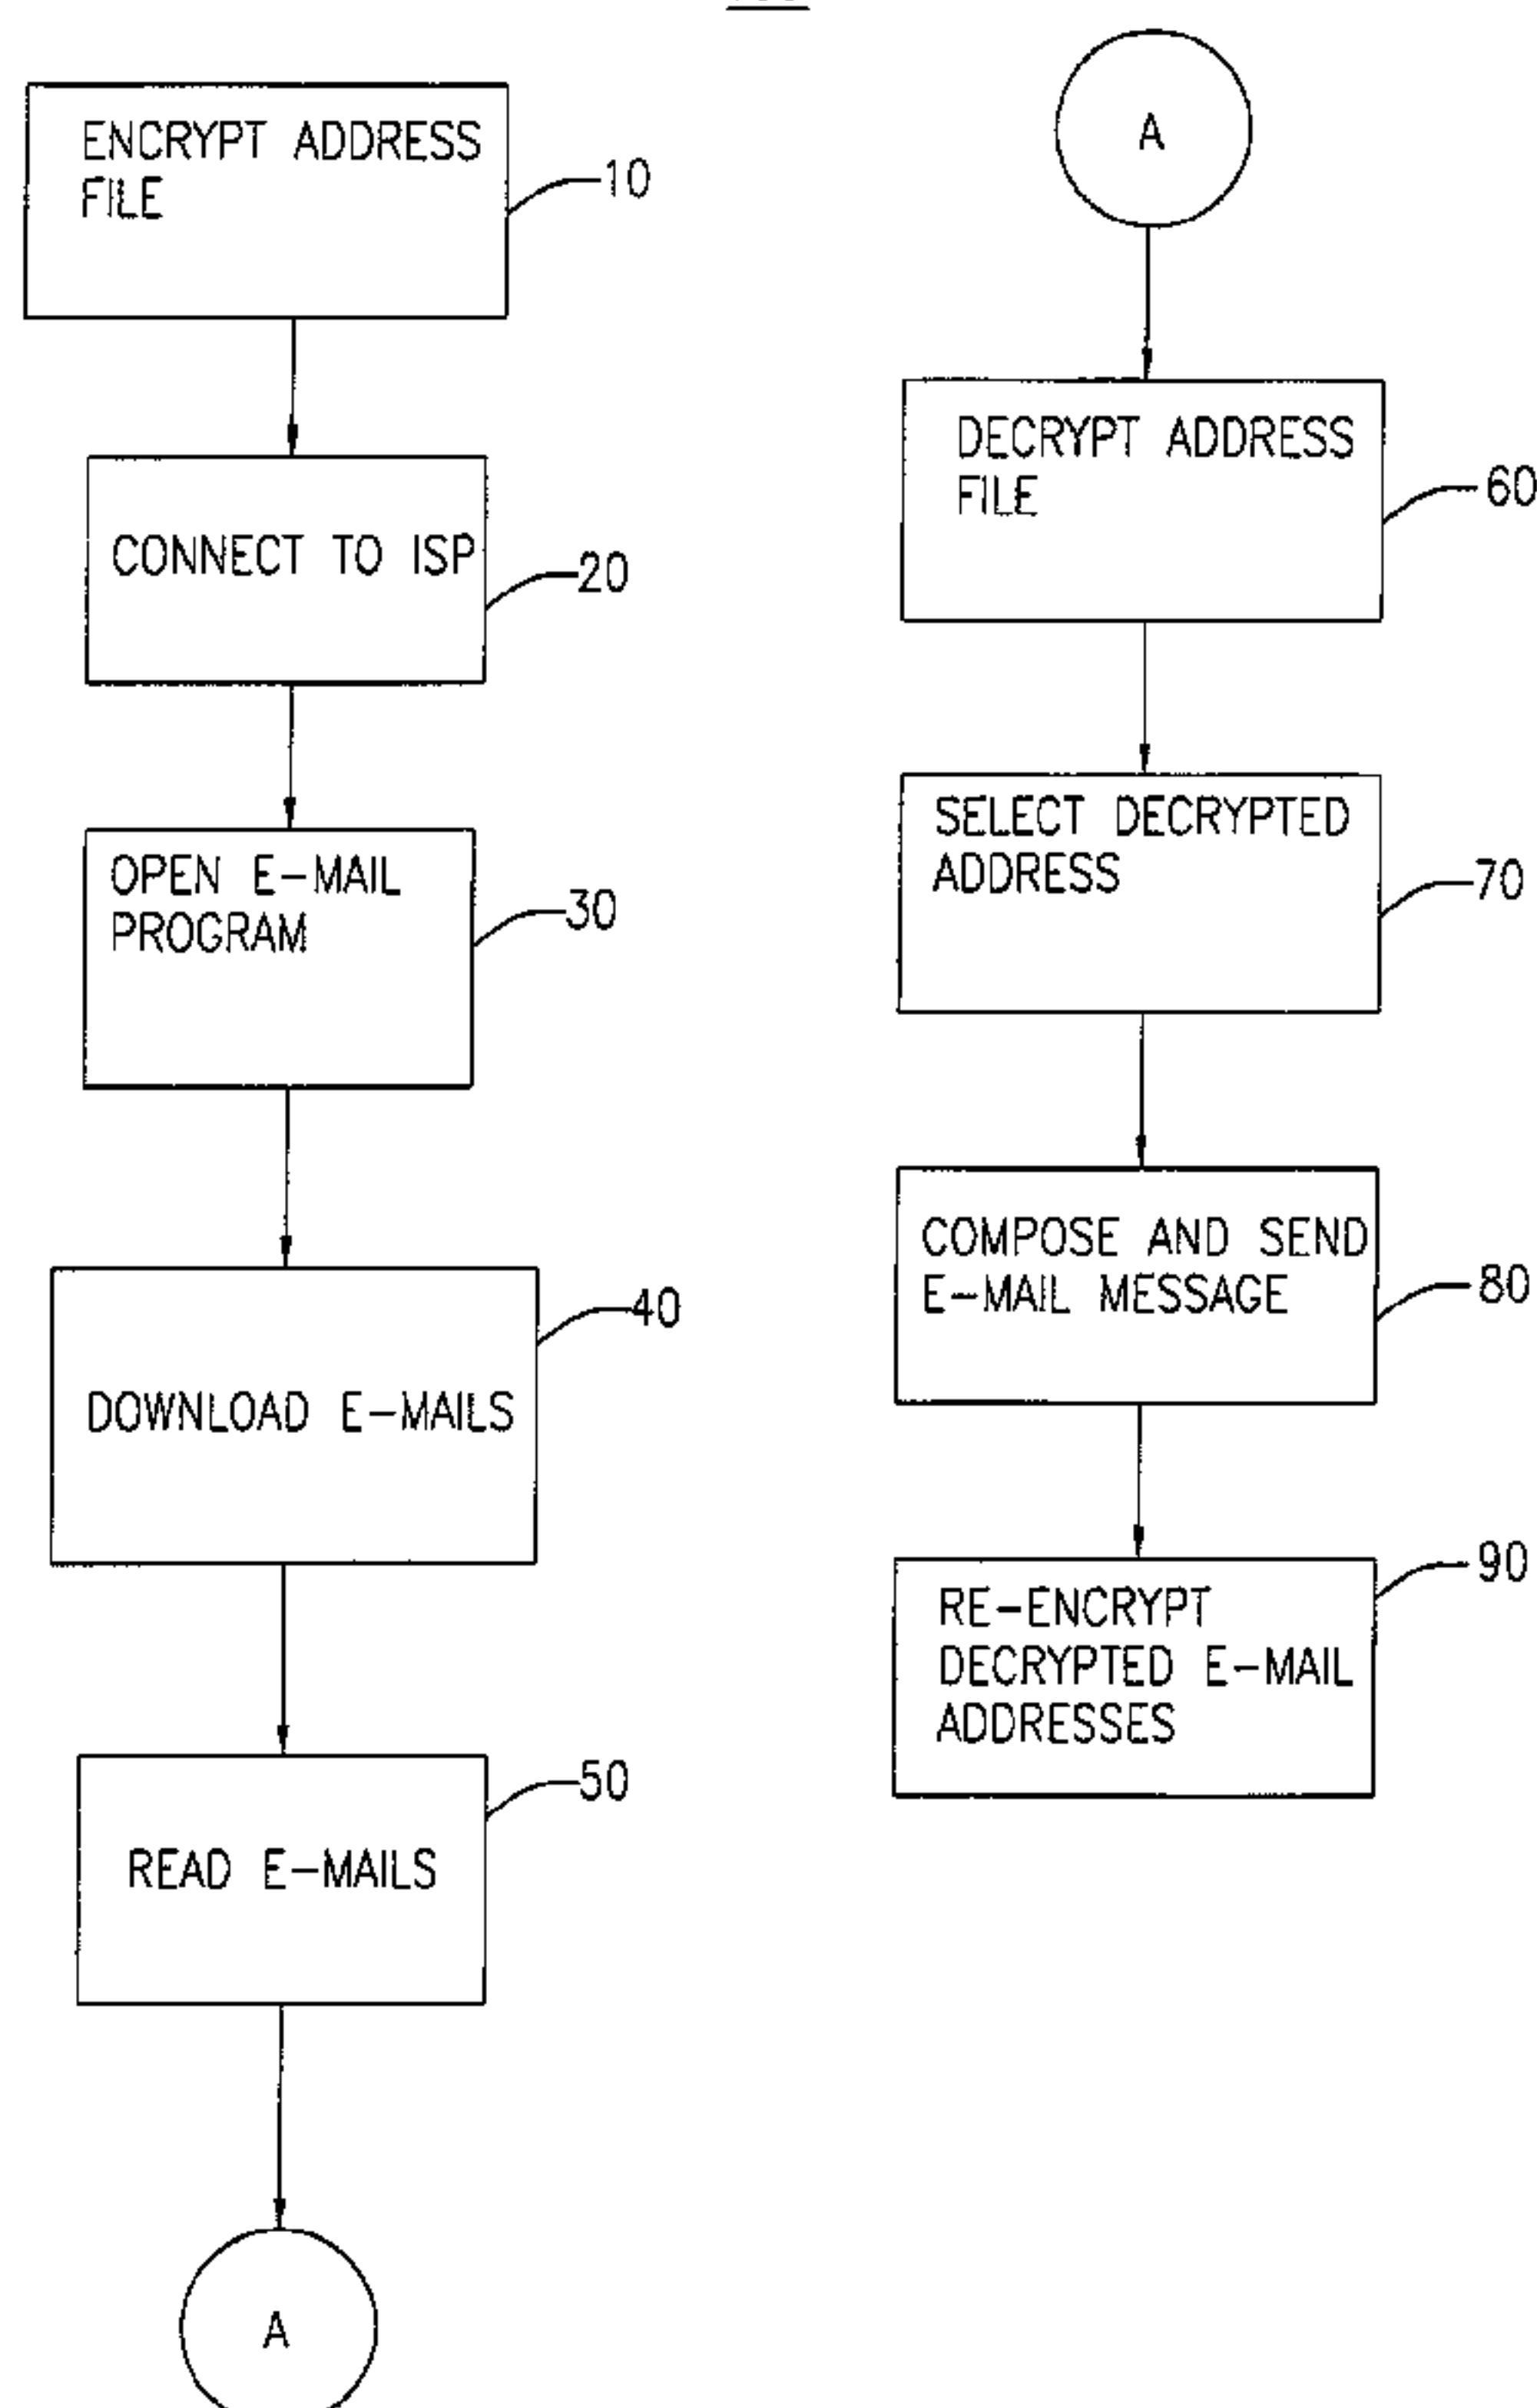 ENCRYPT ADDRESS
FILE
10
CONNECT TO ISP
20
OPEN E-MAIL
PROGRAM
30
DOWNLOAD E-MAILS
40
READ E-MAILS
50
A
A
DECRYPT ADDRESS
FILE
60
SELECT DECRYPTED
ADDRESS
70
COMPOSE AND SEND
E-MAIL MESSAGE
80
RE-ENCRYPT
DECRYPTED E-MAIL
ADDRESSES
90